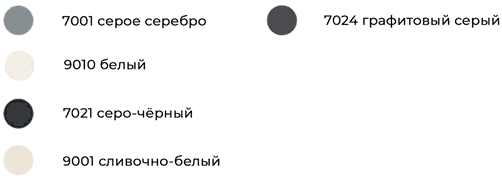 7001 серое серебро
7024 графитовый серый
9010 белый
7021 серо-чёрный
9001 сливочно-белый